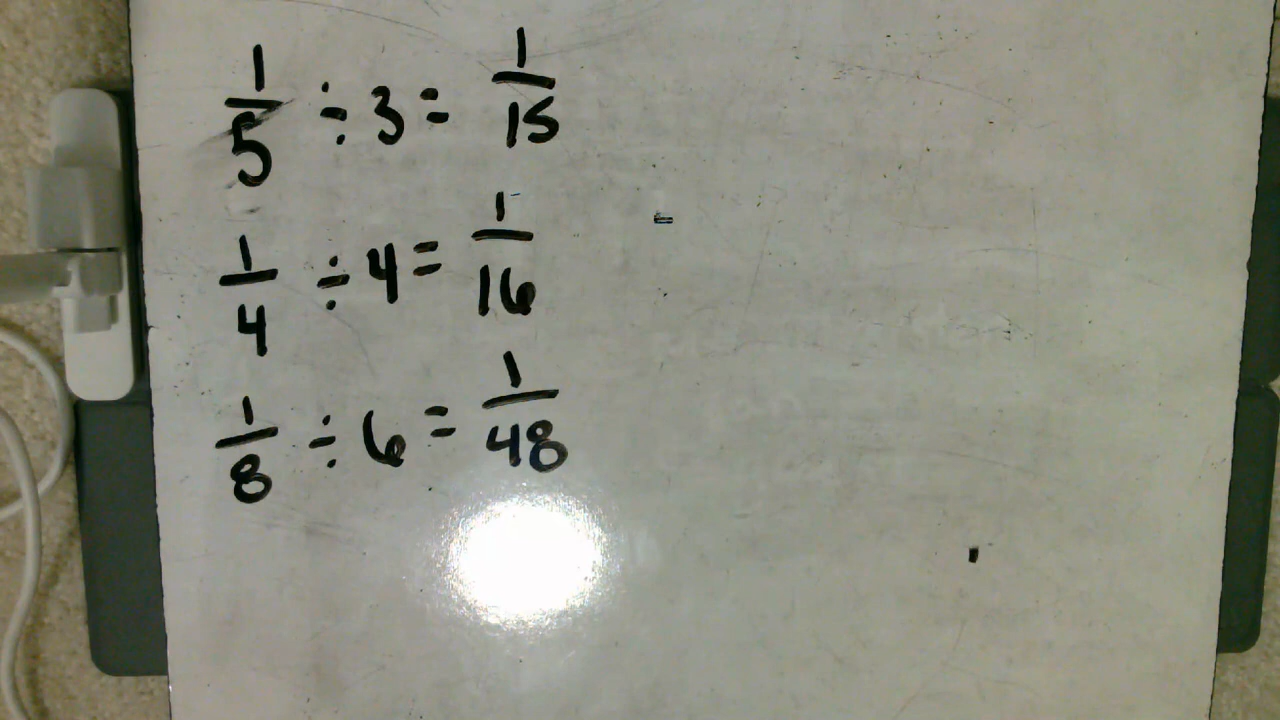 1/5 ÷ 3 = 1/15
1/4 ÷ 4 = 1/16
1/8 ÷ 6 = 1/48